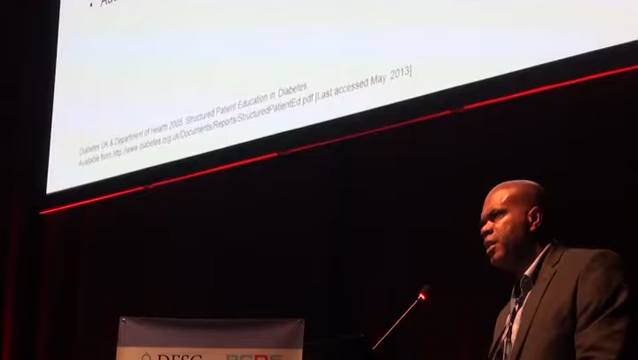 Diabetes UK & Department of Health 2005. Structured Patient Education in Diabetes.
Available from http://www.diabetes.org.uk/Documents/Reports/StructuredPatientEd.pdf [Last accessed May 2013]
DFSG